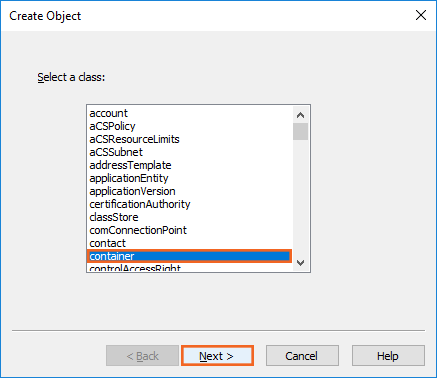 Create Object
Select a class:
account
aCSPolicy
aCSResourceLimits
aCSSubnet
addressTemplate
applicationEntity
applicationVersion
certificationAuthority
classStore
comConnectionPoint
contact
container
controlAccessRight
< Back
Next >
Cancel
Help